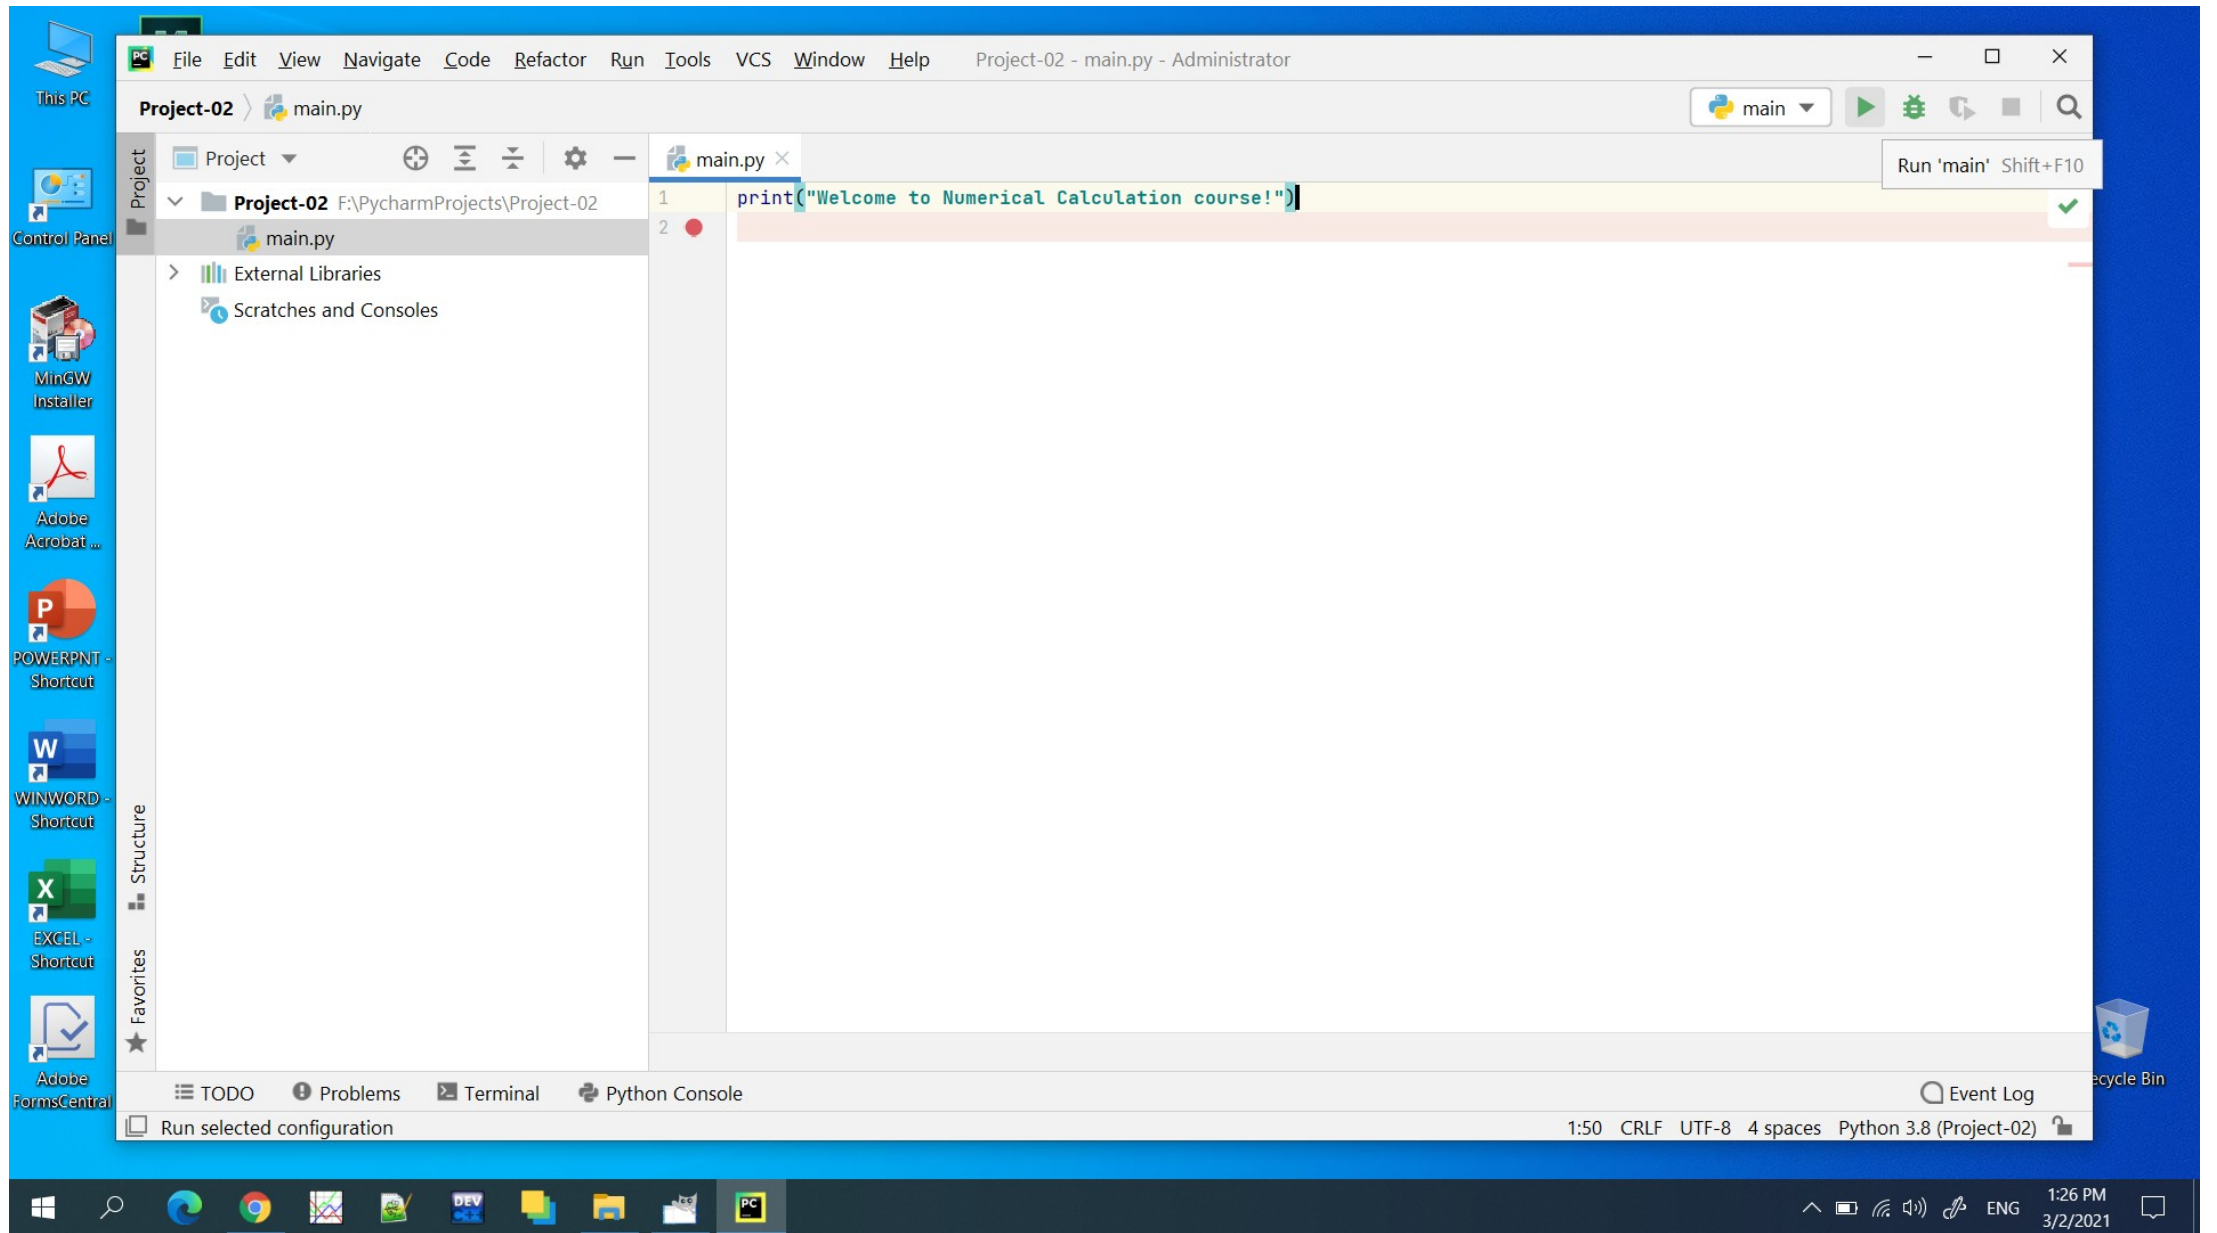 This PC
Control Panel
MinGW
Installer
Adobe
Acrobat ...
POWERPNT -
Shortcut
WINWORD -
Shortcut
EXCEL -
Shortcut
Adobe
FormsCentral
File Edit View Navigate Code Refactor Run Tools VCS Window Help Project-02 - main.py - Administrator
Project-02 main.py
main
Run 'main' Shift+F10
Project
Structure
Favorites
Project
Project-02 F:\PycharmProjects\Project-02
main.py
External Libraries
Scratches and Consoles
main.py
1 print("Welcome to Numerical Calculation course!")
2
TODO Problems Terminal Python Console Event Log
Run selected configuration 1:50 CRLF UTF-8 4 spaces Python 3.8 (Project-02)
ecycle Bin
ENG
1:26 PM
3/2/2021
PC
DEV
C++